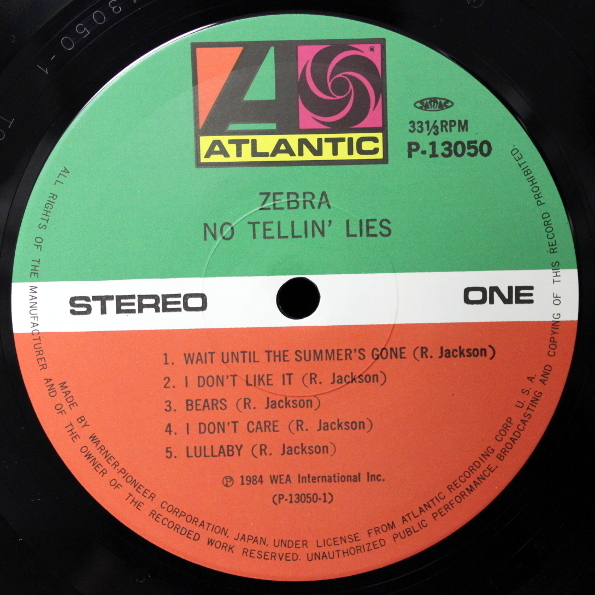 ATLANTIC
33⅓RPM
P-13050
ZEBRA
NO TELLIN' LIES
STEREO
ONE
1. WAIT UNTIL THE SUMMER'S GONE (R. Jackson)
2. I DON'T LIKE IT (R. Jackson)
3. BEARS (R. Jackson)
4. I DON'T CARE (R. Jackson)
5. LULLABY (R. Jackson)
Ⓟ 1984 WEA International Inc.
(P-13050-1)
ALL RIGHTS OF THE MANUFACTURER AND OF THE OWNER OF THE RECORDED WORK RESERVED. UNAUTHORIZED PUBLIC PERFORMANCE, BROADCASTING AND COPYING OF THIS RECORD PROHIBITED.
MADE BY WARNER-PIONEER CORPORATION, JAPAN, UNDER LICENSE FROM ATLANTIC RECORDING CORP. U.S.A.